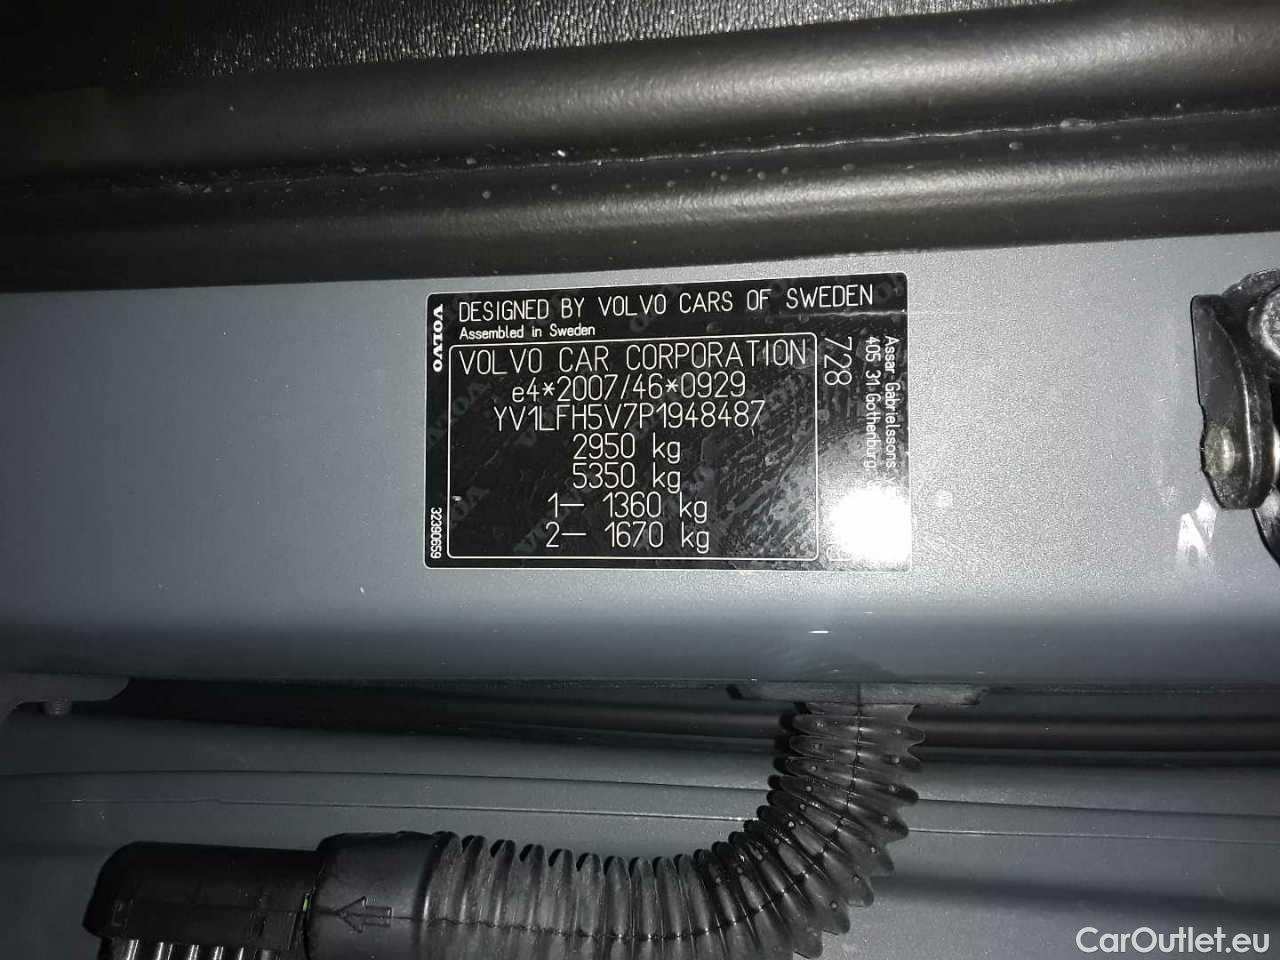 VOLVO
DESIGNED BY VOLVO CARS OF SWEDEN
Assembled in Sweden
VOLVO CAR CORPORATION
e4*2007/46*0929
YV1LFH5V7P1948487
2950 kg
5350 kg
1– 1360 kg
2– 1670 kg
728
Assar Gabrielssons
405 31 Gothenburg,
32390659
CarOutlet.eu